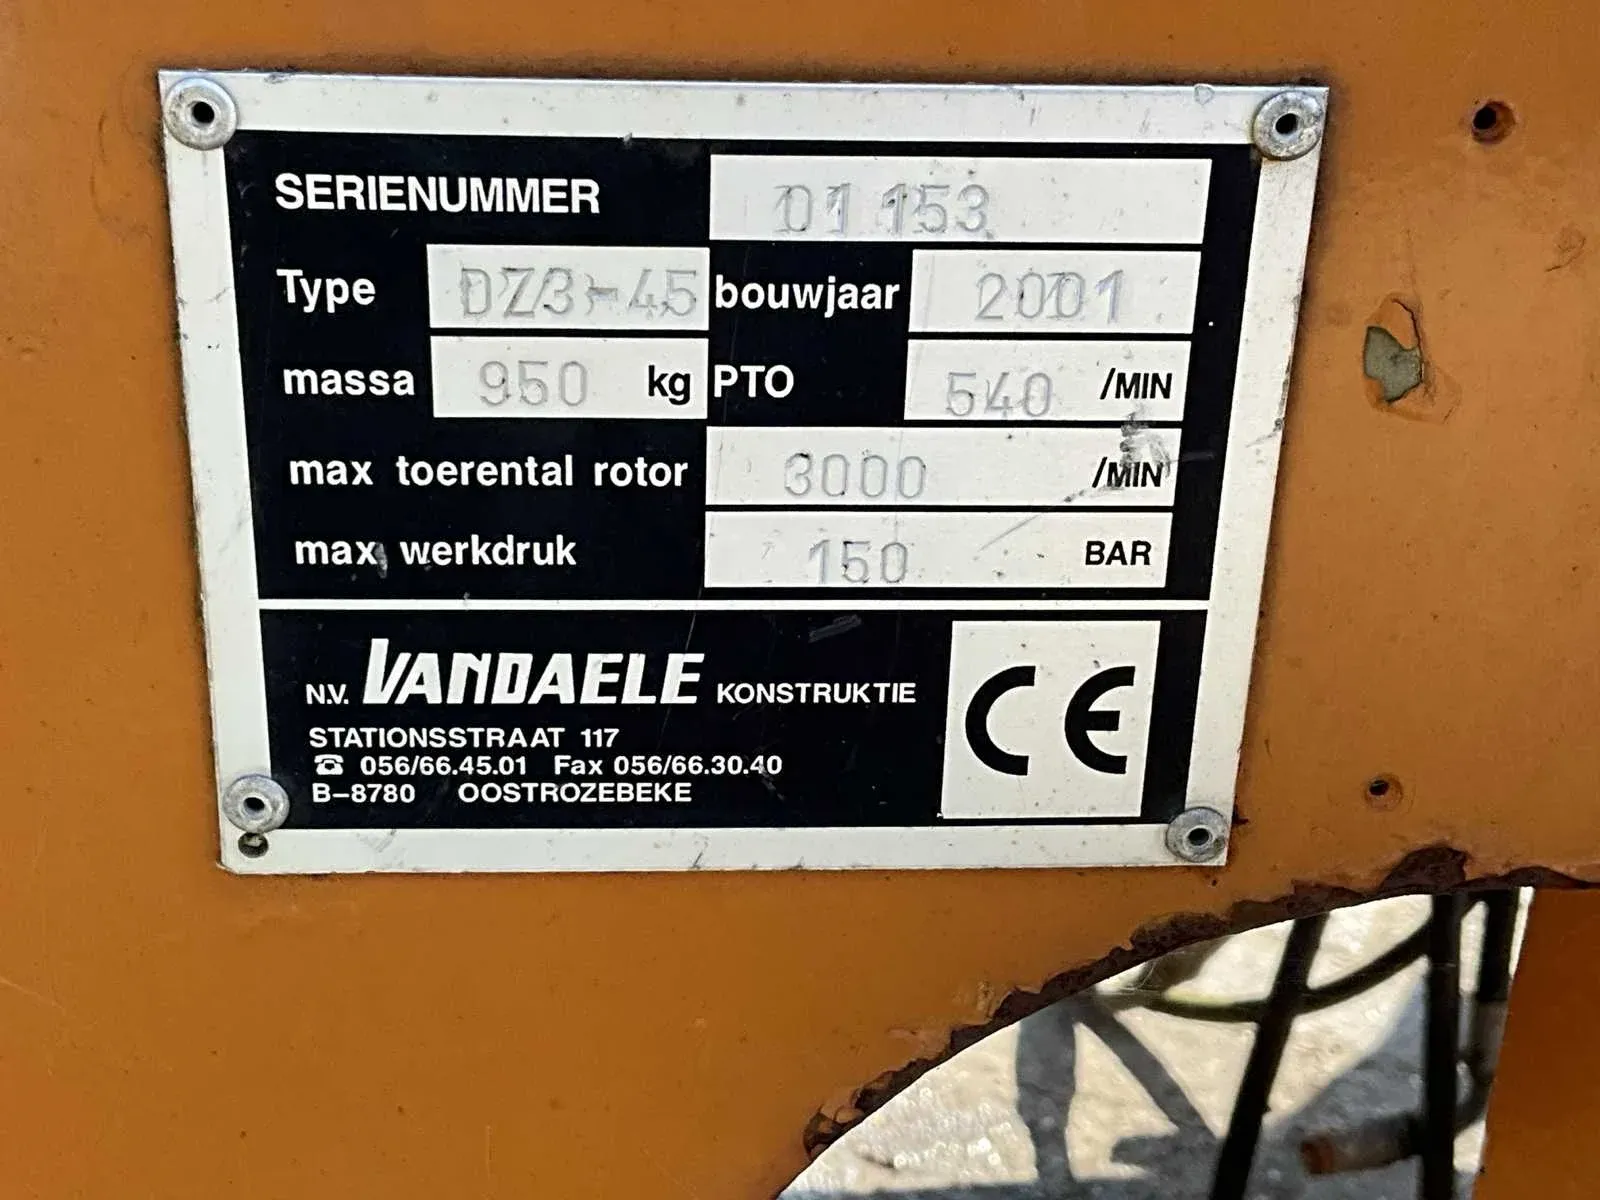 SERIENUMMER 01 153
Type DZ3-45 bouwjaar 2001
massa 950 kg PTO 540 /MIN
max toerental rotor 3000 /MIN
max werkdruk 150 BAR
N.V. VANDAELE KONSTRUKTIE
STATIONSSTRAAT 117
☎ 056/66.45.01 Fax 056/66.30.40
B-8780 OOSTROZEBEKE
CE